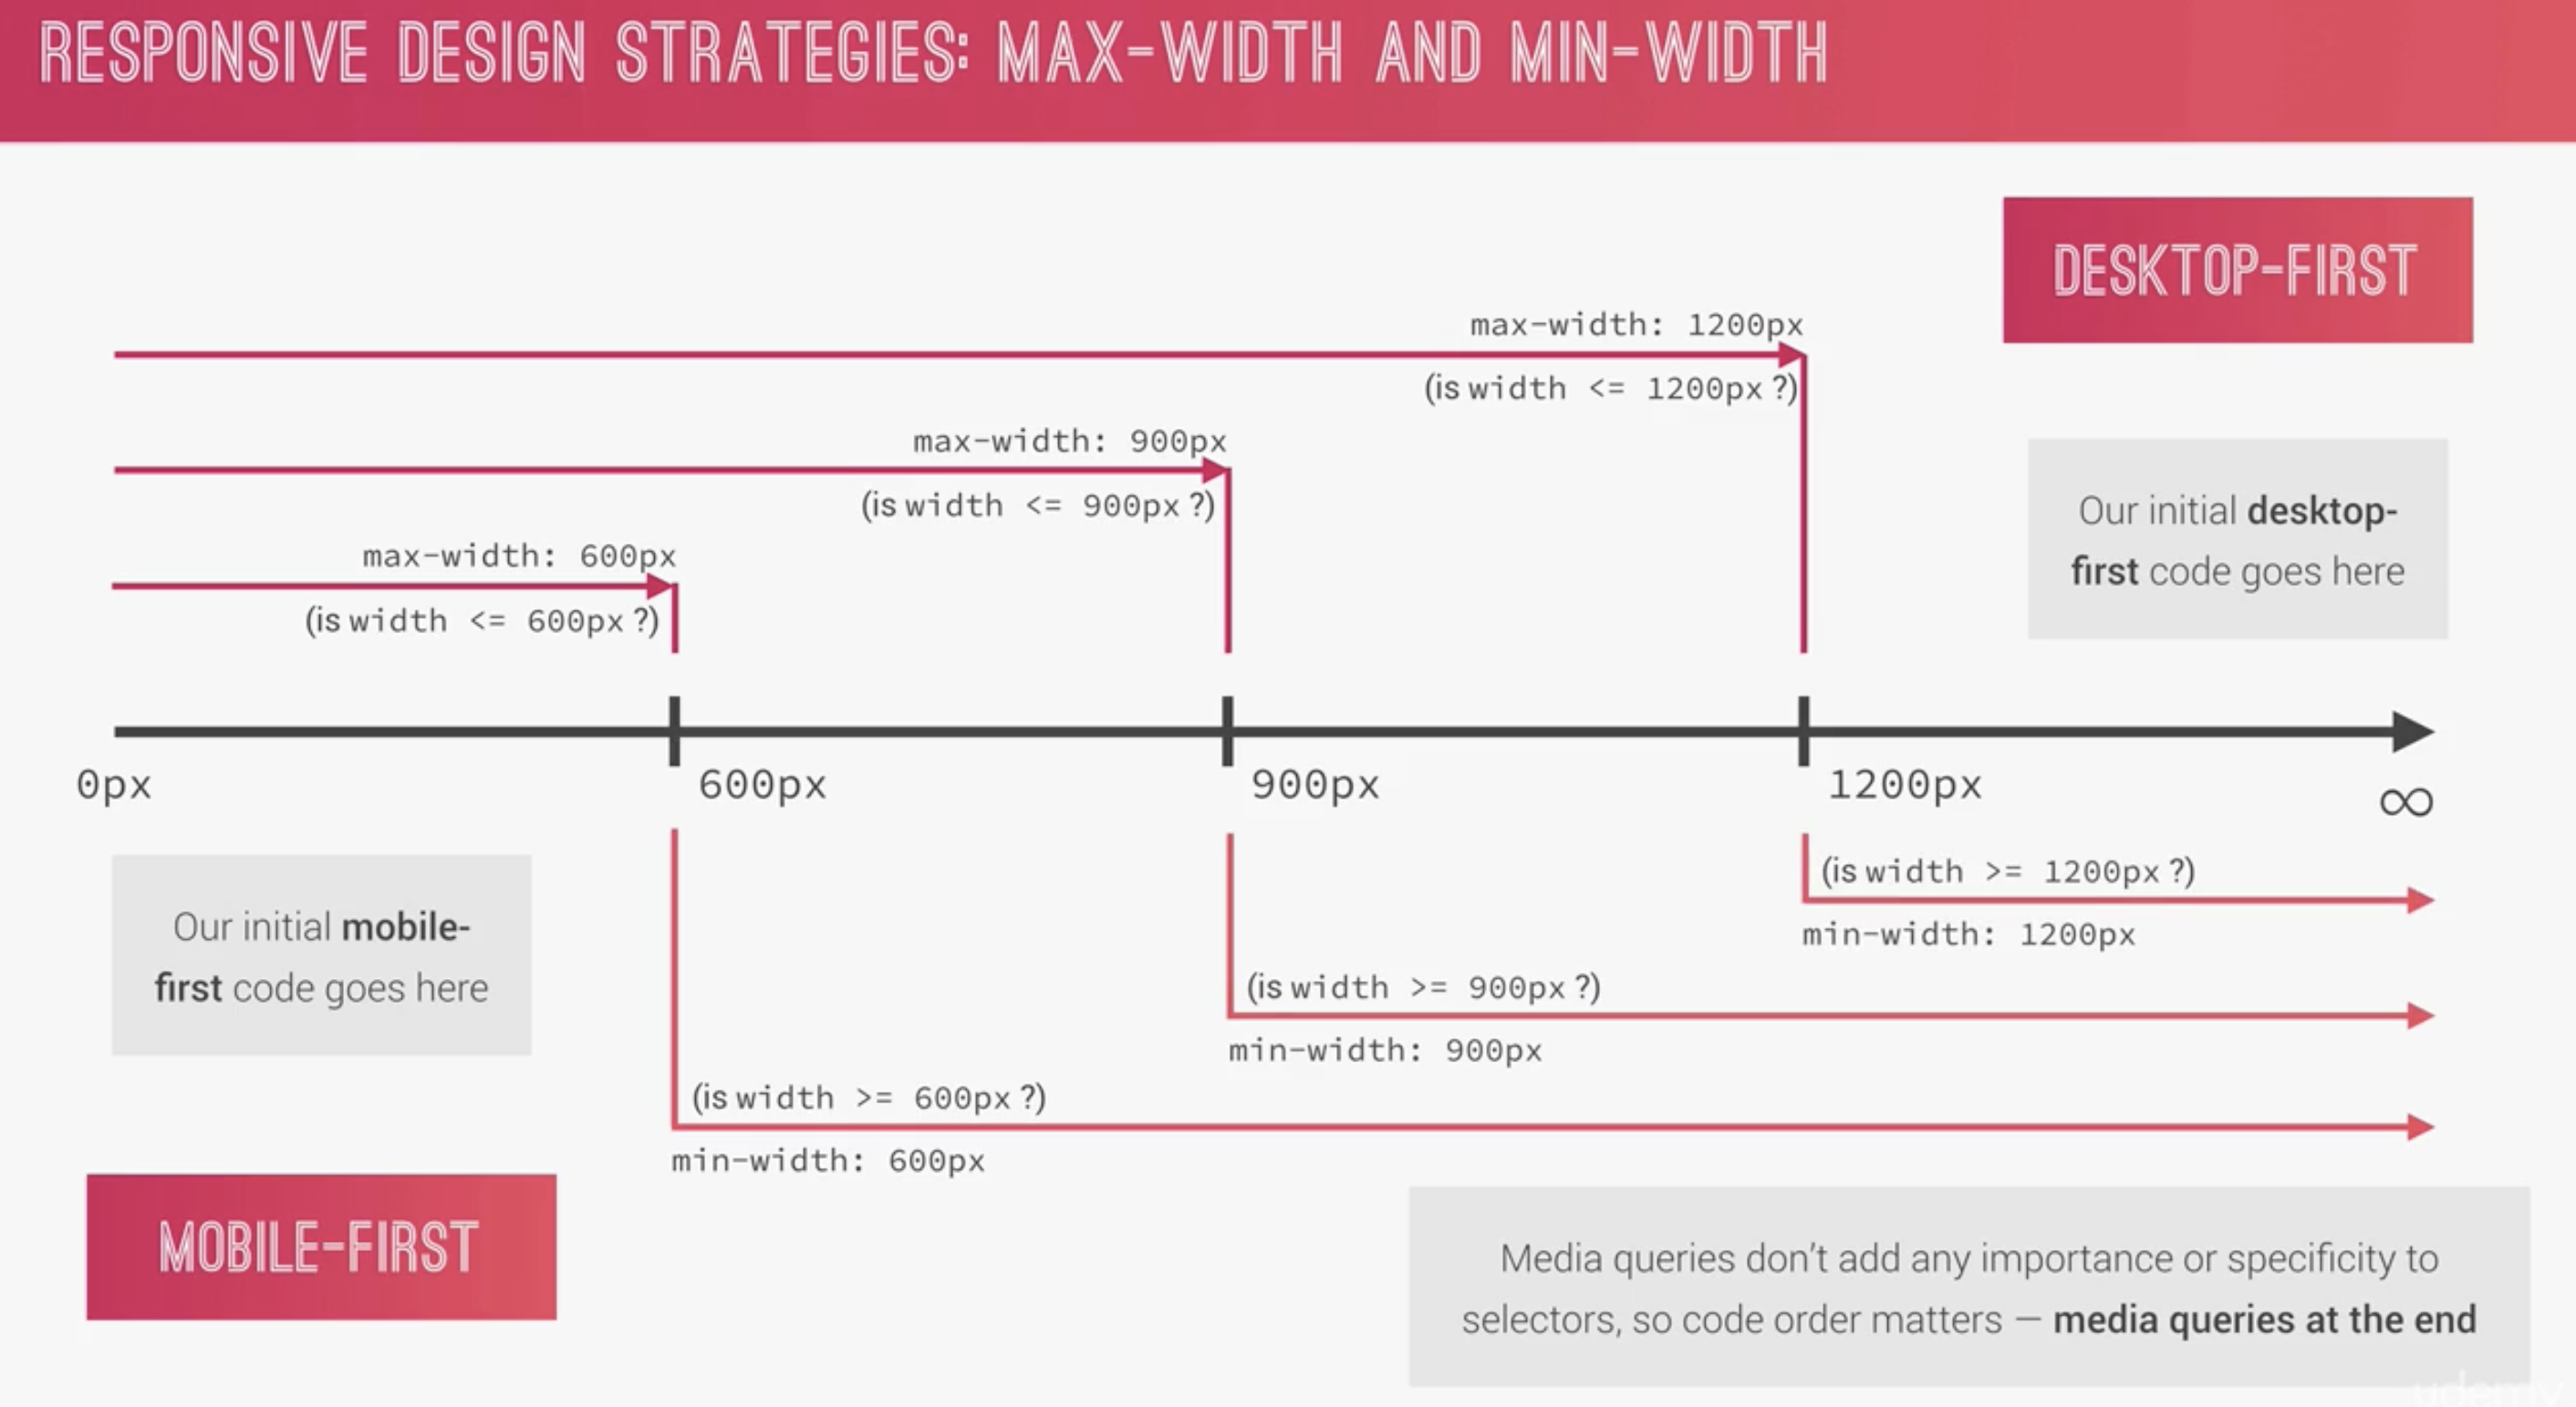 RESPONSIVE DESIGN STRATEGIES: MAX-WIDTH AND MIN-WIDTH
DESKTOP-FIRST
max-width: 1200px
(is width <= 1200px ?)
max-width: 900px
(is width <= 900px ?)
max-width: 600px
(is width <= 600px ?)
Our initial desktop-
first code goes here
0px
600px
900px
1200px
∞
Our initial mobile-
first code goes here
(is width >= 1200px ?)
min-width: 1200px
(is width >= 900px ?)
min-width: 900px
(is width >= 600px ?)
min-width: 600px
MOBILE-FIRST
Media queries don't add any importance or specificity to
selectors, so code order matters — media queries at the end
udemy